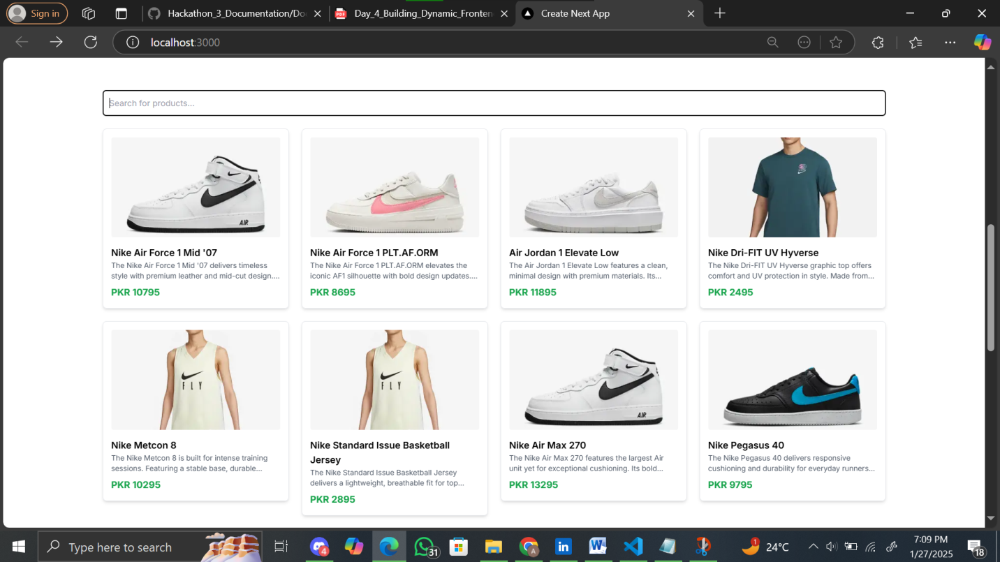 Sign in
Hackathon_3_Documentation/Doc
Day_4_Building_Dynamic_Fronten
Create Next App
localhost:3000
Search for products...
Nike Air Force 1 Mid '07
The Nike Air Force 1 Mid '07 delivers timeless
style with premium leather and mid-cut design....
PKR 10795
Nike Air Force 1 PLT.AF.ORM
The Nike Air Force 1 PLT.AF.ORM elevates the
iconic AF1 silhouette with bold design updates....
PKR 8695
Air Jordan 1 Elevate Low
The Air Jordan 1 Elevate Low features a clean,
minimal design with premium materials. Its...
PKR 11895
Nike Dri-FIT UV Hyverse
The Nike Dri-FIT UV Hyverse graphic top offers
comfort and UV protection in style. Made from...
PKR 2495
AIR
FLY
Nike Metcon 8
The Nike Metcon 8 is built for intense training
sessions. Featuring a stable base, durable...
PKR 10295
FLY
Nike Standard Issue Basketball
Jersey
The Nike Standard Issue Basketball Jersey
delivers a lightweight, breathable fit for top...
PKR 2895
AIR
Nike Air Max 270
The Nike Air Max 270 features the largest Air
unit yet for exceptional cushioning. Its bold...
PKR 13295
Nike Pegasus 40
The Nike Pegasus 40 delivers responsive
cushioning and durability for everyday runners...
PKR 9795
Type here to search
4
31
A
1
24°C
7:09 PM
1/27/2025
18